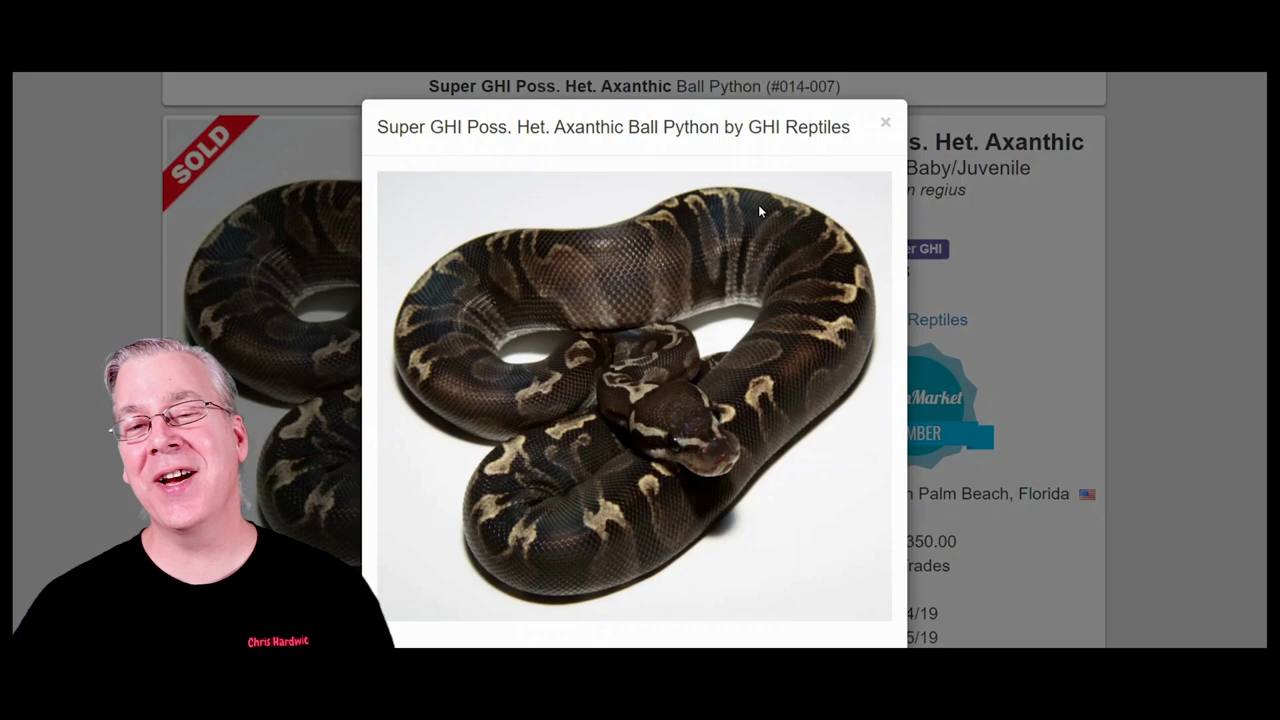 Super GHI Poss. Het. Axanthic Ball Python (#014-007)
Super GHI Poss. Het. Axanthic Ball Python by GHI Reptiles
×
SOLD
s. Het. Axanthic
Baby/Juvenile
n regius
er GHI
Reptiles
Market
MBER
n Palm Beach, Florida
350.00
rades
4/19
5/19
Chris Hardwic